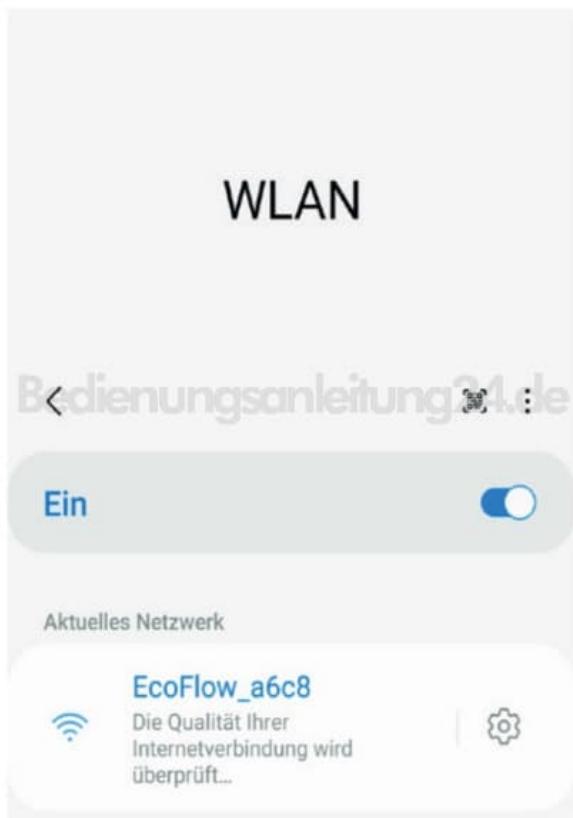 WLAN
Bedienungsanleitung24.de
Ein
Aktuelles Netzwerk
EcoFlow_a6c8
Die Qualität Ihrer
Internetverbindung wird
überprüft...